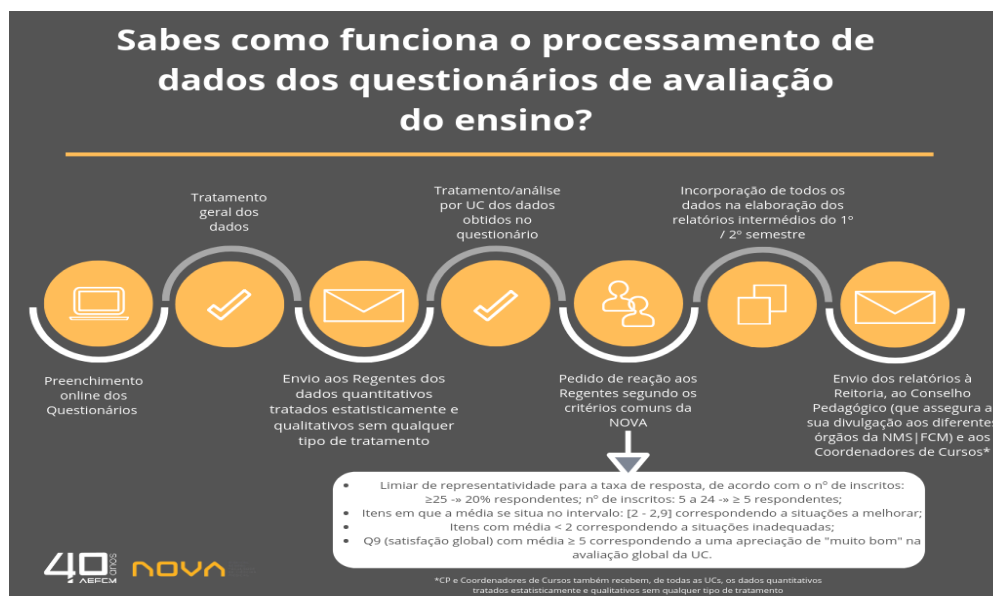 Sabes como funciona o processamento de
dados dos questionários de avaliação
do ensino?
Tratamento
geral dos
dados
Tratamento/análise
por UC dos dados
obtidos no
questionário
Incorporação de todos os
dados na elaboração dos
relatórios intermédios do 1º
/ 2º semestre
Preenchimento
online dos
Questionários
Envio aos Regentes dos
dados quantitativos
tratados estatisticamente e
qualitativos sem qualquer
tipo de tratamento
Pedido de reação aos
Regentes segundo os
critérios comuns da
NOVA
Envio dos relatórios à
Reitoria, ao Conselho
Pedagógico (que assegura a
sua divulgação aos diferentes
órgãos da NMS|FCM) e aos
Coordenadores de Cursos*
• Limiar de representatividade para a taxa de resposta, de acordo com o nº de inscritos:
≥25 -» 20% respondentes; nº de inscritos: 5 a 24 -» ≥ 5 respondentes;
• Itens em que a média se situa no intervalo: [2 - 2,9] correspondendo a situações a melhorar;
• Itens com média < 2 correspondendo a situações inadequadas;
• Q9 (satisfação global) com média ≥ 5 correspondendo a uma apreciação de "muito bom" na
avaliação global da UC.
40 anos
AEFCM
NOVA
*CP e Coordenadores de Cursos também recebem, de todas as UCs, os dados quantitativos
tratados estatisticamente e qualitativos sem qualquer tipo de tratamento